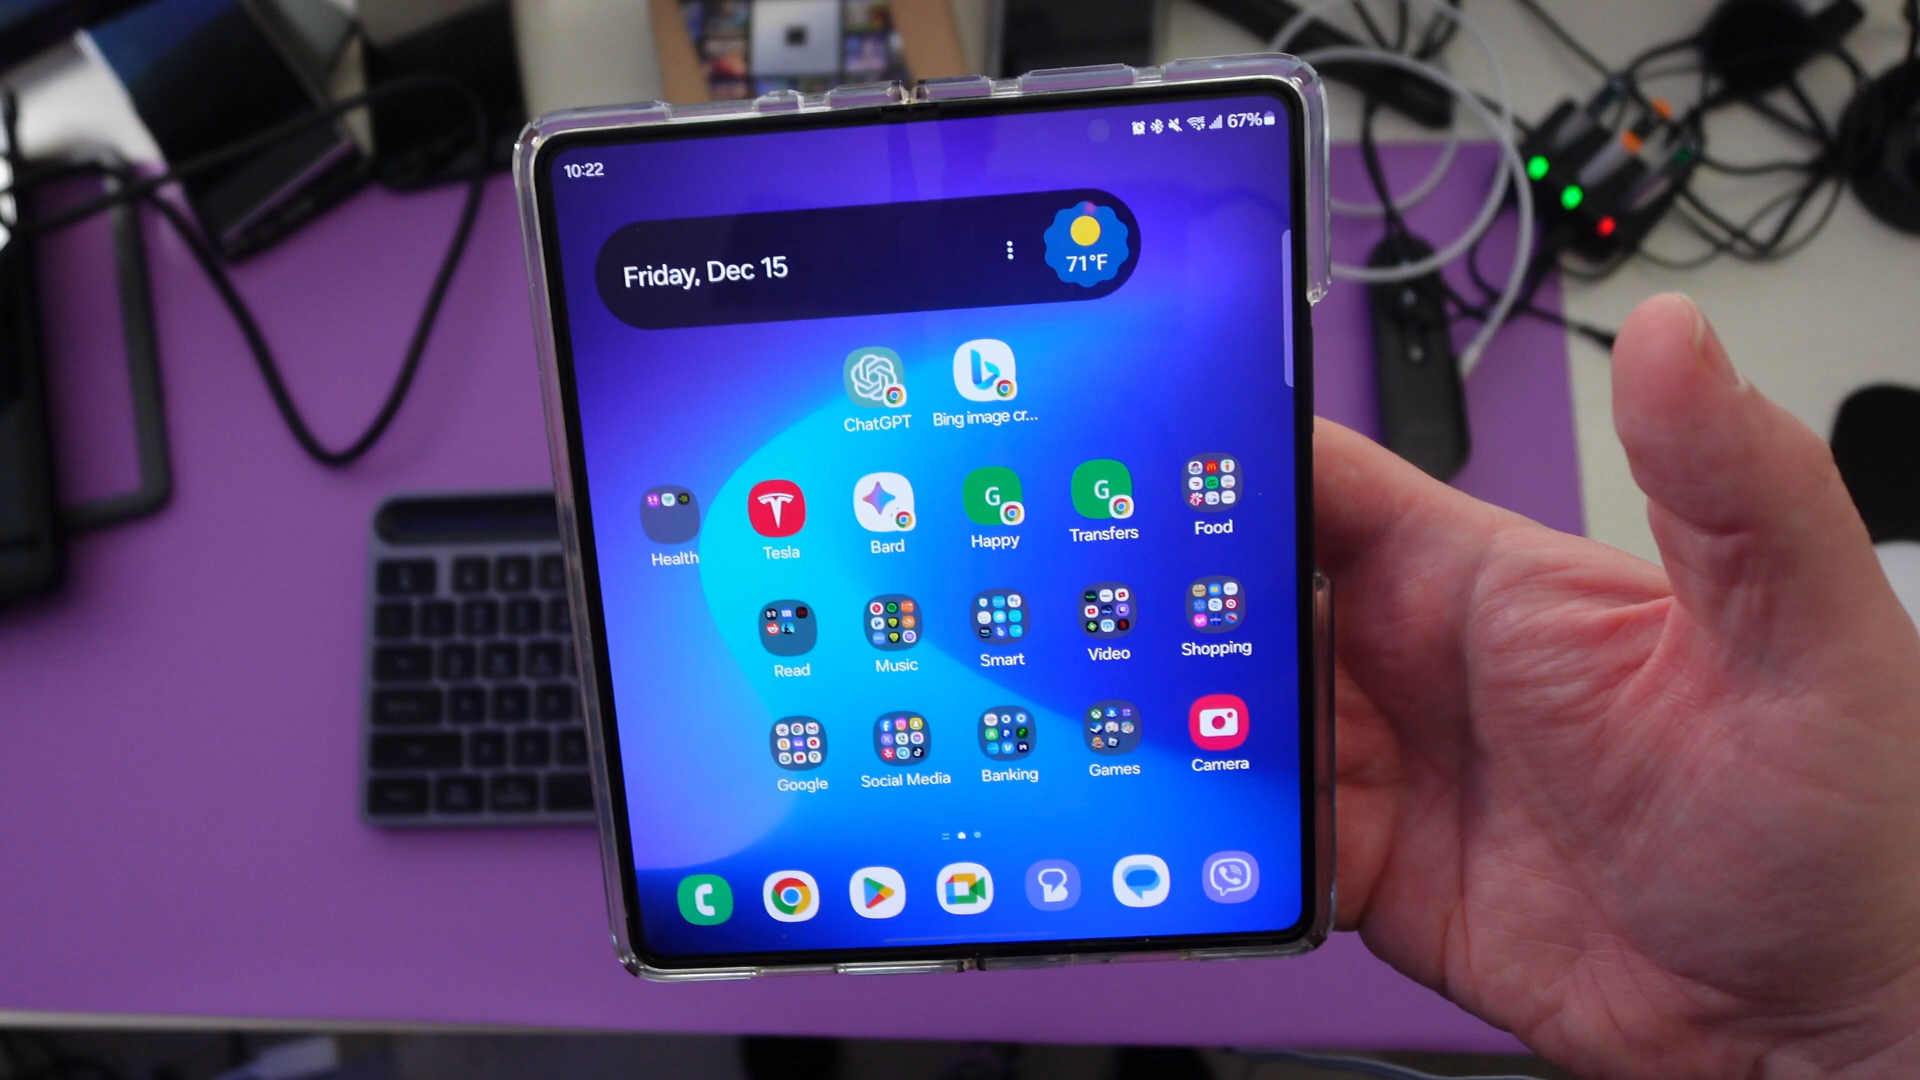 10:22
67%
Friday, Dec 15
71°F
ChatGPT
Bing image cr...
Health
Tesla
Bard
G
Happy
G
Transfers
Food
Read
Music
Smart
Video
Shopping
Google
Social Media
Banking
Games
Camera